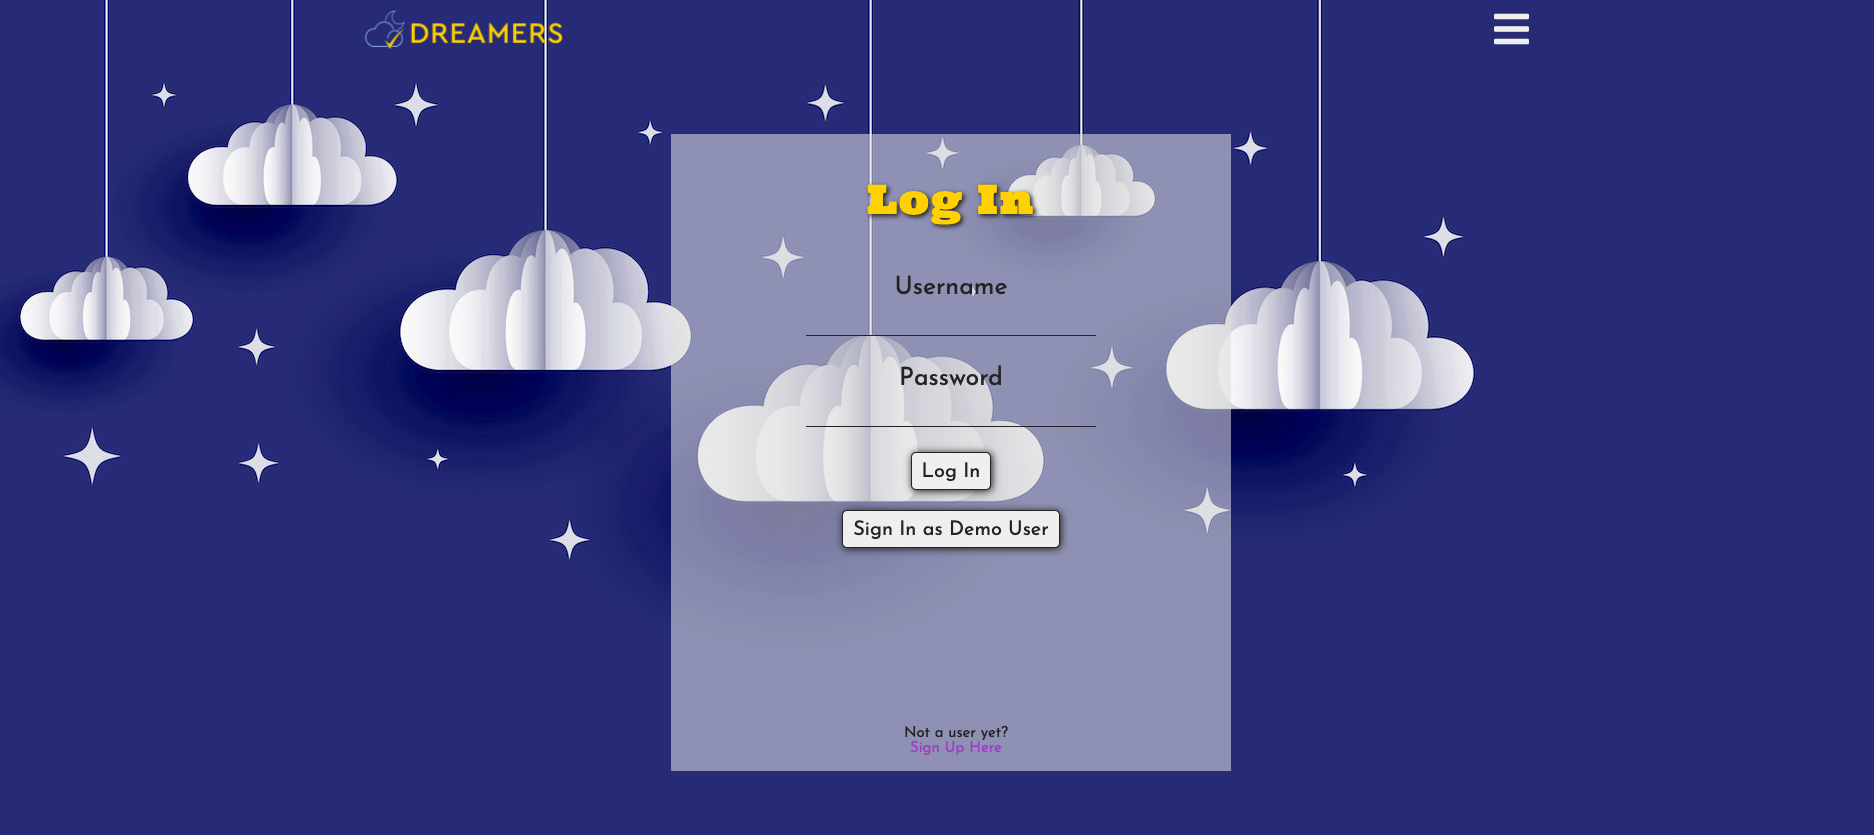 DREAMERS
Log In
Username
Password
Log In
Sign In as Demo User
Not a user yet?
Sign Up Here